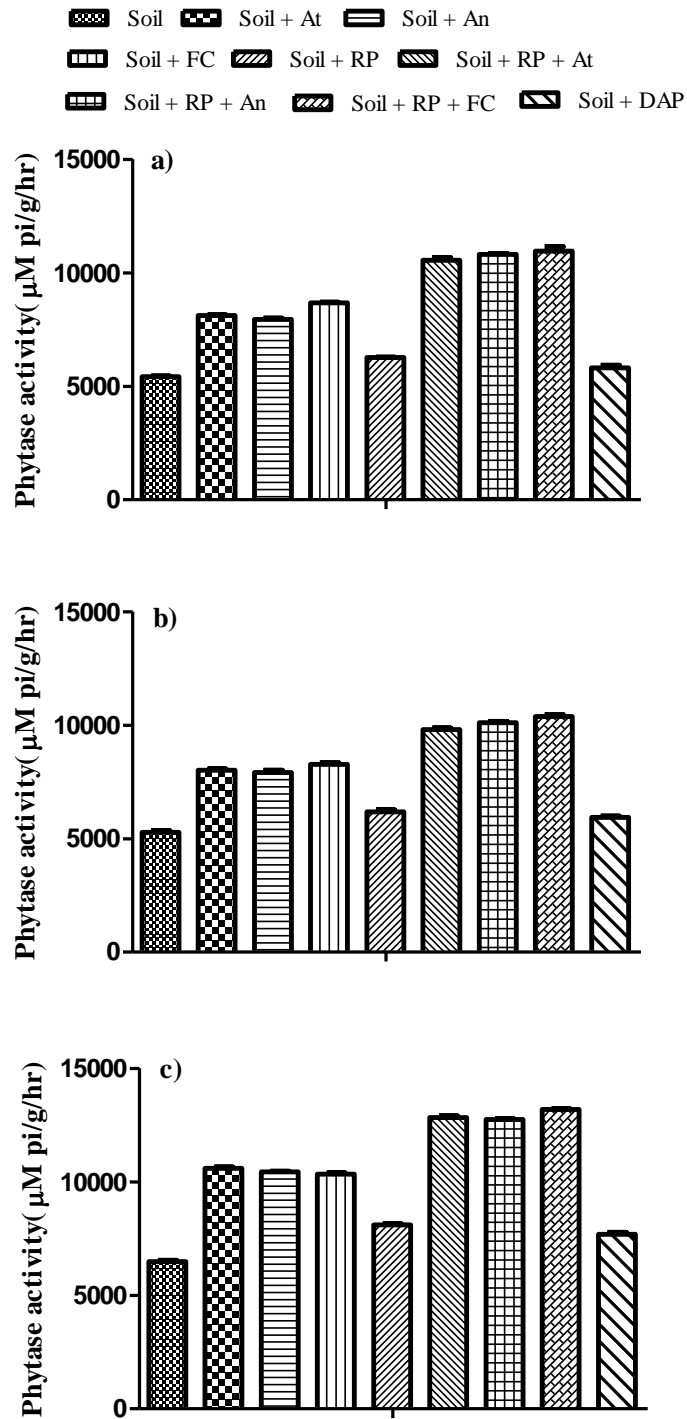 Soil Soil + At Soil + An
Soil + FC Soil + RP Soil + RP + At
Soil + RP + An Soil + RP + FC Soil + DAP
a)
Phytase activity( μM pi/g/hr)
15000
10000
5000
0
b)
Phytase activity( μM pi/g/hr)
15000
10000
5000
0
c)
Phytase activity( μM pi/g/hr)
15000
10000
5000
0